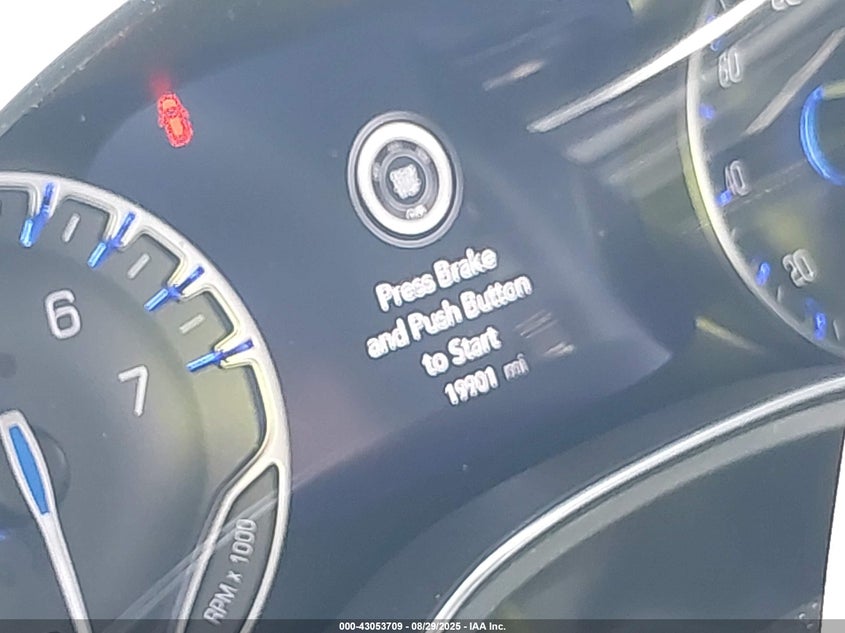 60
40
20
6
7
Press Brake
and Push Button
to Start
19901 mi
RPM x 1000
000-43053709 - 08/29/2025 - IAA Inc.